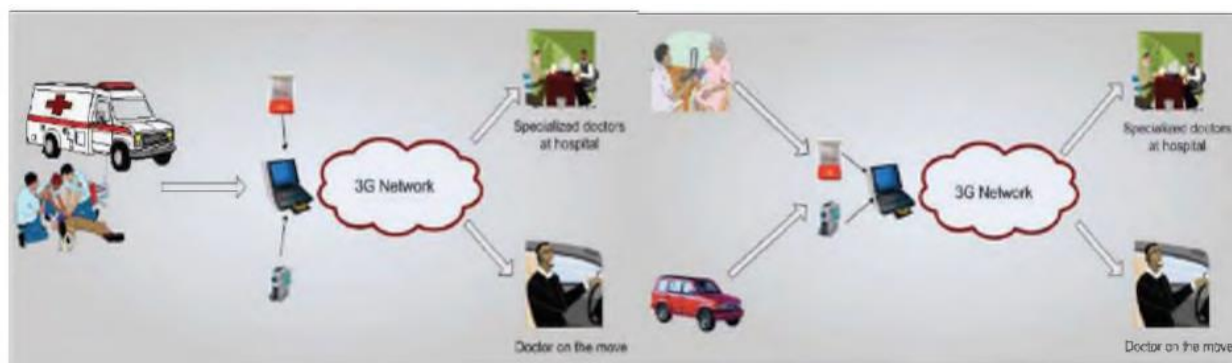 Specialized doctors
at hospital
3G Network
Doctor on the move
Specialized doctors
at hospital
3G Network
Doctor on the move